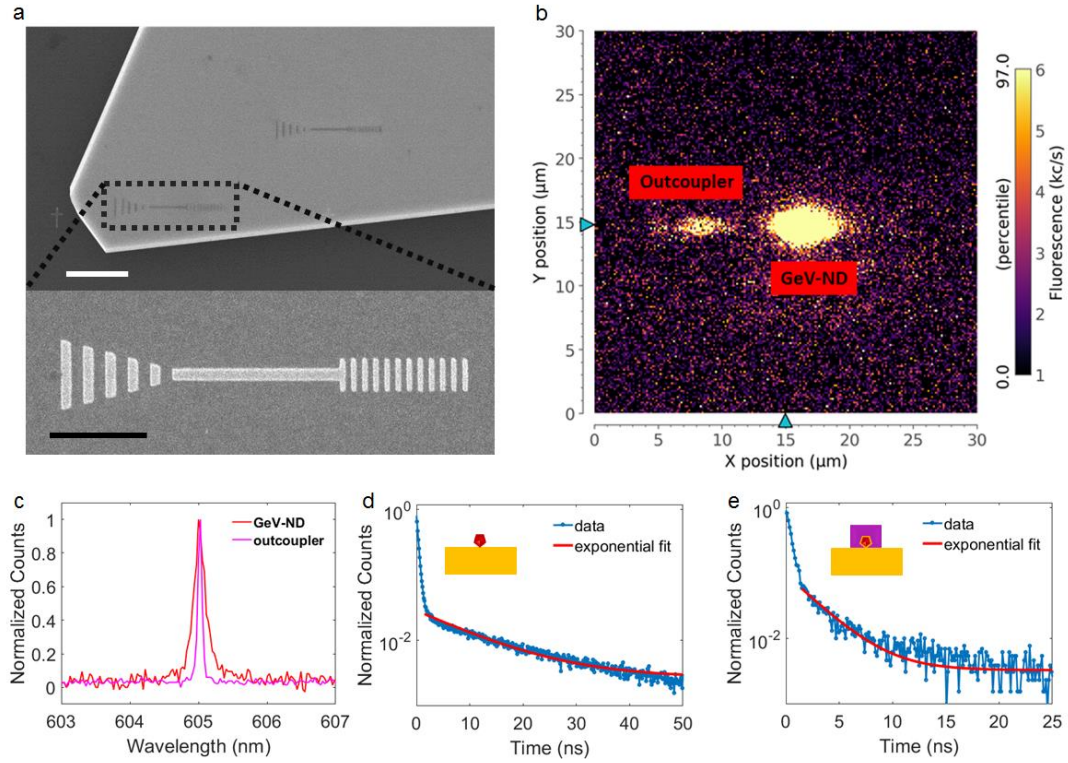 a
b
†
Outcoupler
GeV-ND
Y position (µm)
30
25
20
15
10
5
0
0
5
10
15
20
25
30
X position (µm)
97.0
(percentile)
0.0
6
5
4
3
2
1
Fluorescence (kc/s)
c
GeV-ND
outcoupler
Normalized Counts
1
0.8
0.6
0.4
0.2
0
603
604
605
606
607
Wavelength (nm)
d
data
exponential fit
Normalized Counts
10⁰
10⁻²
0
10
20
30
40
50
Time (ns)
e
data
exponential fit
Normalized Counts
10⁰
10⁻²
0
5
10
15
20
25
Time (ns)